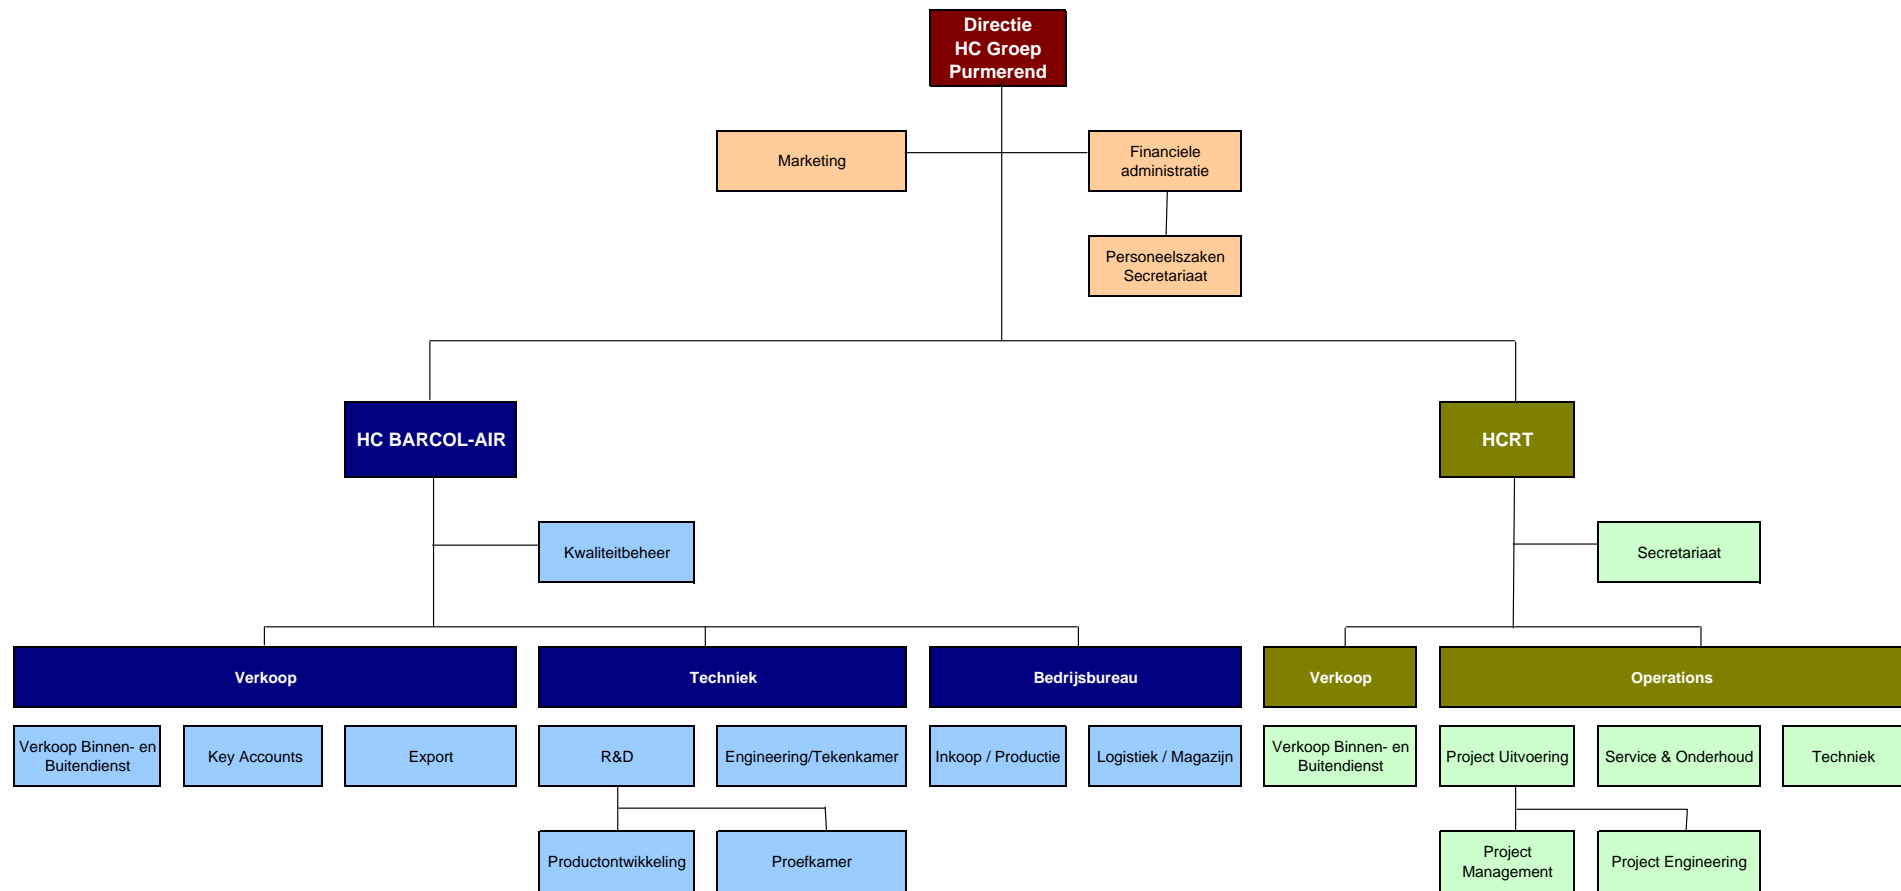 Directie
HC Groep
Purmerend
Marketing
Financiele
administratie
Personeelszaken
Secretariaat
HC BARCOL-AIR
HCRT
Kwaliteitbeheer
Secretariaat
Verkoop
Techniek
Bedrijsbureau
Verkoop
Operations
Verkoop Binnen- en
Buitendienst
Key Accounts
Export
R&D
Engineering/Tekenkamer
Inkoop / Productie
Logistiek / Magazijn
Verkoop Binnen- en
Buitendienst
Project Uitvoering
Service & Onderhoud
Techniek
Productontwikkeling
Proefkamer
Project
Management
Project Engineering